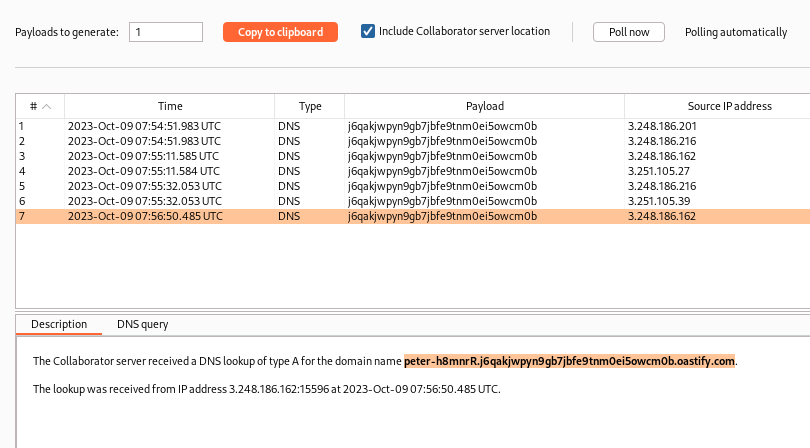 Payloads to generate: 1 Copy to clipboard Include Collaborator server location Poll now Polling automatically
# Time Type Payload Source IP address
1 2023-Oct-09 07:54:51.983 UTC DNS j6qakjwpyn9gb7jbfe9tnm0ei5owcm0b 3.248.186.201
2 2023-Oct-09 07:54:51.983 UTC DNS j6qakjwpyn9gb7jbfe9tnm0ei5owcm0b 3.248.186.216
3 2023-Oct-09 07:55:11.585 UTC DNS j6qakjwpyn9gb7jbfe9tnm0ei5owcm0b 3.248.186.162
4 2023-Oct-09 07:55:11.584 UTC DNS j6qakjwpyn9gb7jbfe9tnm0ei5owcm0b 3.251.105.27
5 2023-Oct-09 07:55:32.053 UTC DNS j6qakjwpyn9gb7jbfe9tnm0ei5owcm0b 3.248.186.216
6 2023-Oct-09 07:55:32.053 UTC DNS j6qakjwpyn9gb7jbfe9tnm0ei5owcm0b 3.251.105.39
7 2023-Oct-09 07:56:50.485 UTC DNS j6qakjwpyn9gb7jbfe9tnm0ei5owcm0b 3.248.186.162
Description DNS query
The Collaborator server received a DNS lookup of type A for the domain name peter-h8mnrR.j6qakjwpyn9gb7jbfe9tnm0ei5owcm0b.oastify.com.
The lookup was received from IP address 3.248.186.162:15596 at 2023-Oct-09 07:56:50.485 UTC.